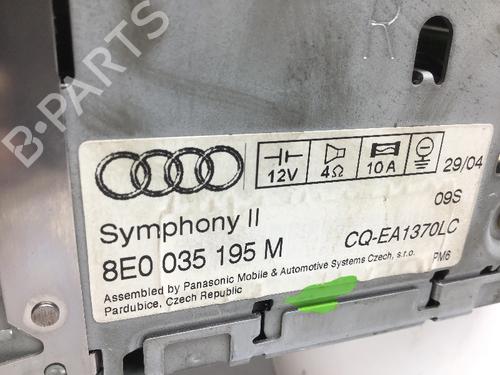 B-PARTS
12V
4Ω
10 A
29/04
09S
Symphony II
8E0 035 195 M
CQ-EA1370LC
Assembled by Panasonic Mobile & Automotive Systems Czech, s.r.o.
PM6
Pardubice, Czech Republic